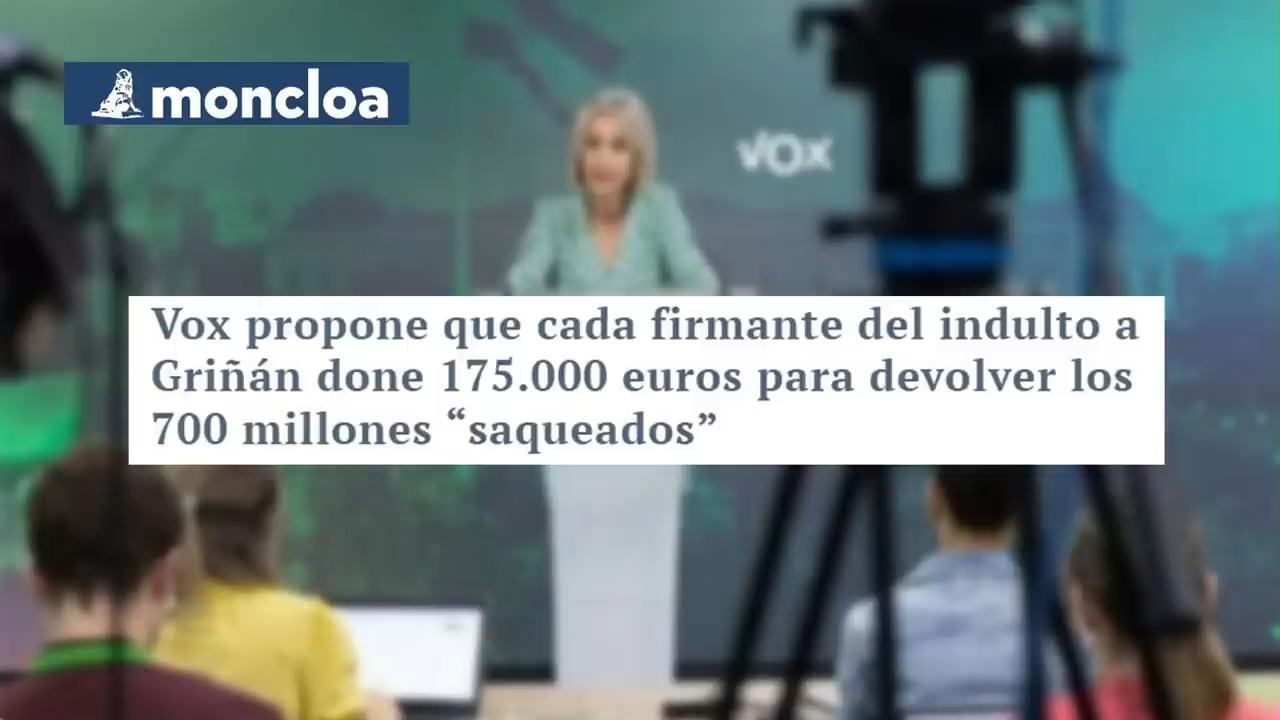 moncloa
VOX
Vox propone que cada firmante del indulto a
Griñán done 175.000 euros para devolver los
700 millones “saqueados”